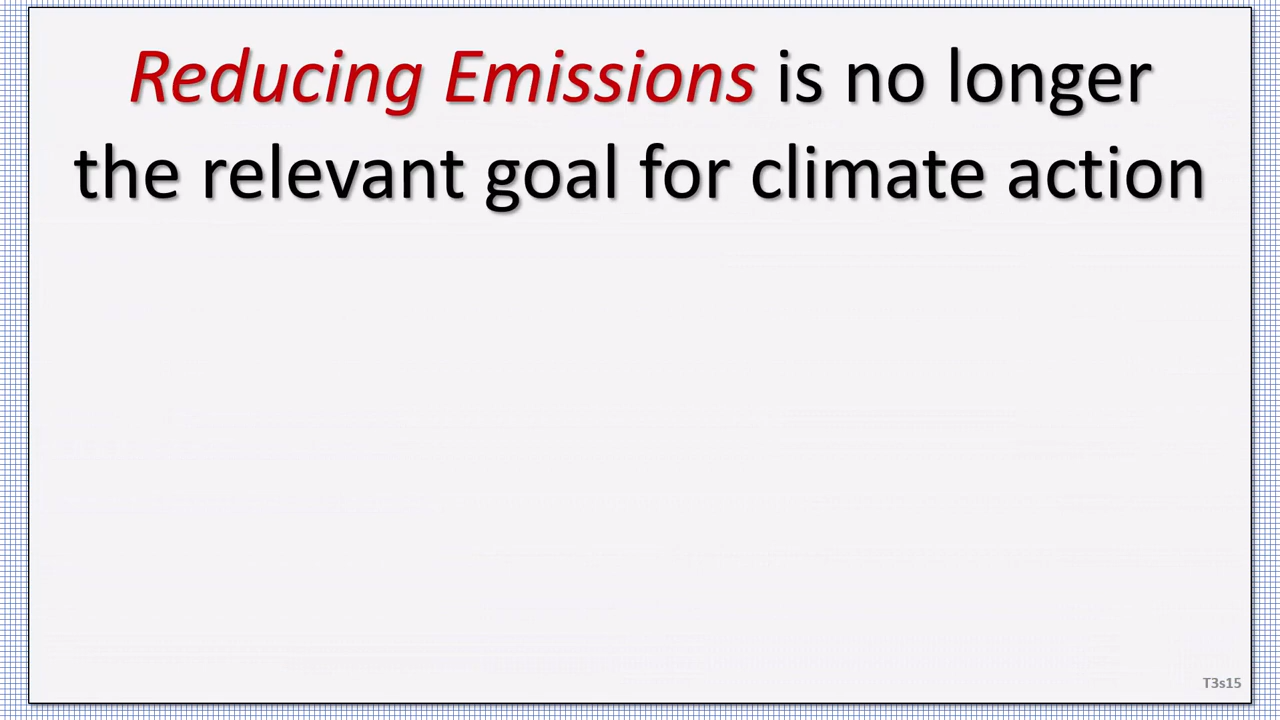 Reducing Emissions is no longer
the relevant goal for climate action
T3s15